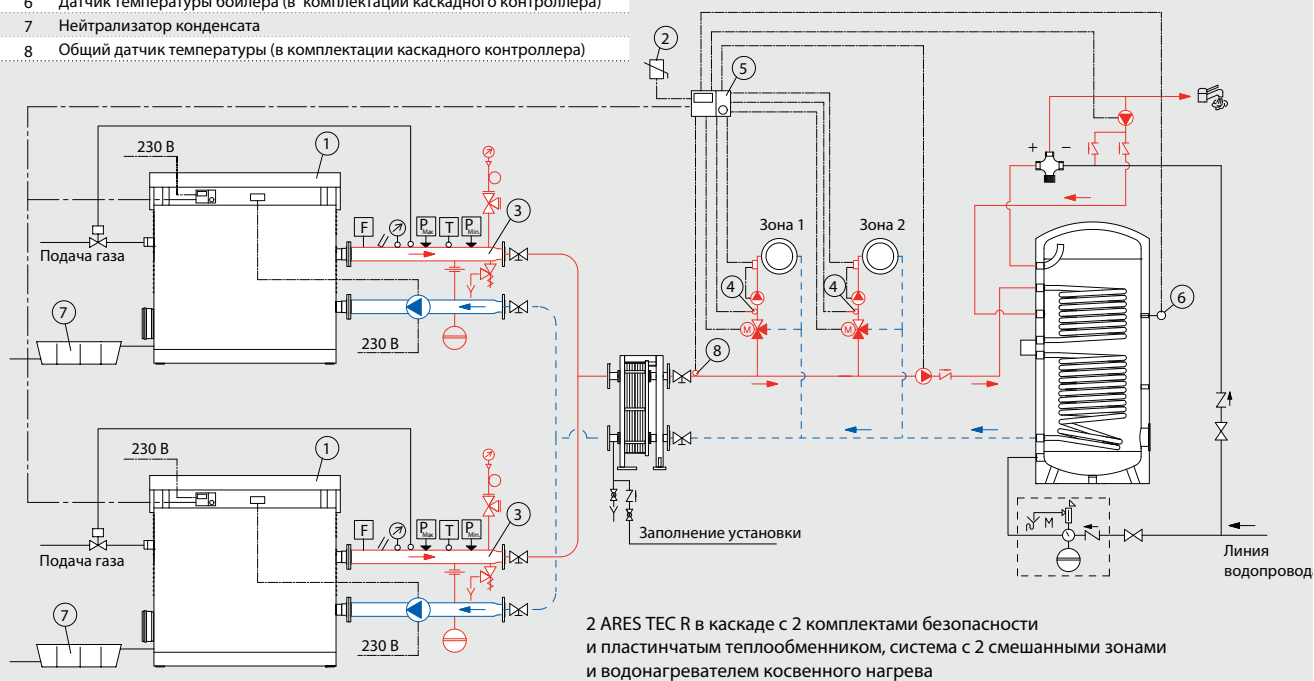 6 Датчик температуры бойлера (в комплектации каскадного контроллера)
7 Нейтрализатор конденсата
8 Общий датчик температуры (в комплектации каскадного контроллера)
2
5
230 В
1
+ −
F
P Max
T
P Min.
3
Зона 1
Зона 2
Подача газа
4
4
6
7
M
M
230 В
8
230 В
1
F
P Max
T
P Min.
3
Заполнение установки
M
Подача газа
Линия
водопровода
7
230 В
2 ARES TEC R в каскаде с 2 комплектами безопасности
и пластинчатым теплообменником, система с 2 смешанными зонами
и водонагревателем косвенного нагрева